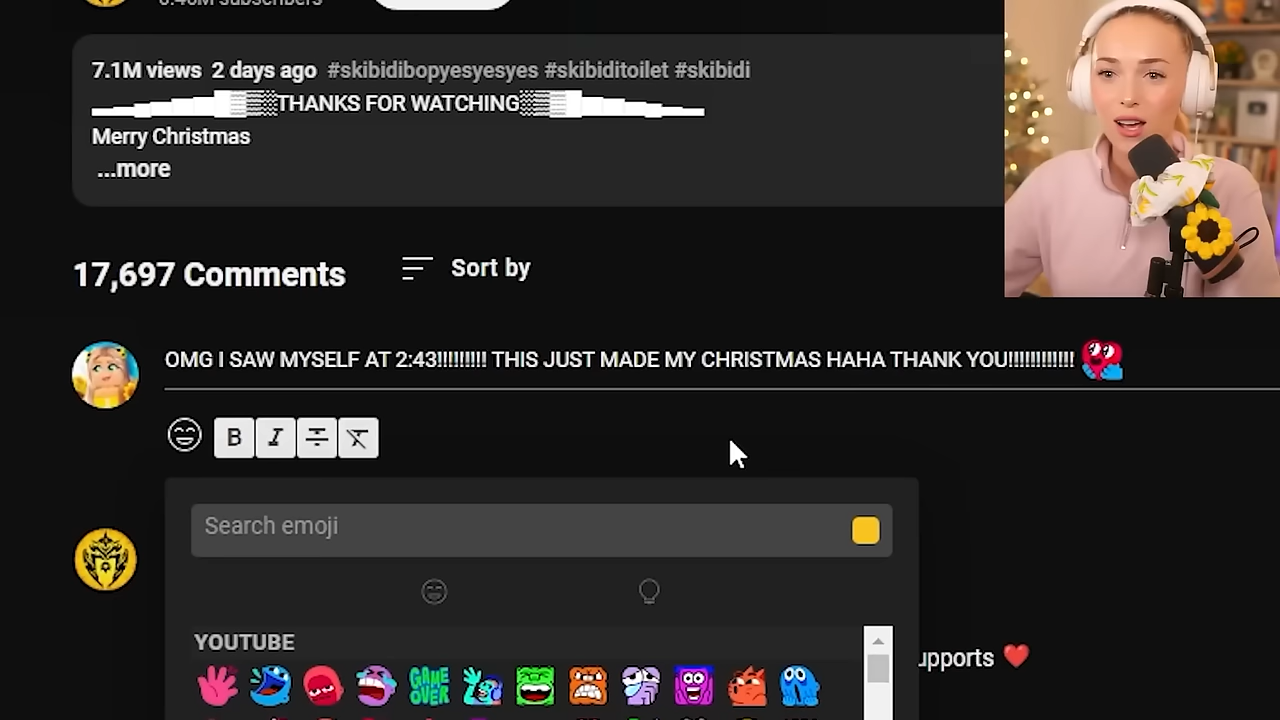 7.1M views 2 days ago #skibidibopyesyesyes #skibiditoilet #skibidi
▂▃▄▅▆▇█▓▒░THANKS FOR WATCHING░▒▓█▇▆▅▄▃▂
Merry Christmas
...more
17,697 Comments
Sort by
OMG I SAW MYSELF AT 2:43!!!!!!!!! THIS JUST MADE MY CHRISTMAS HAHA THANK YOU!!!!!!!!!!!!
B I
Search emoji
upports ❤️
YOUTUBE
GAME OVER